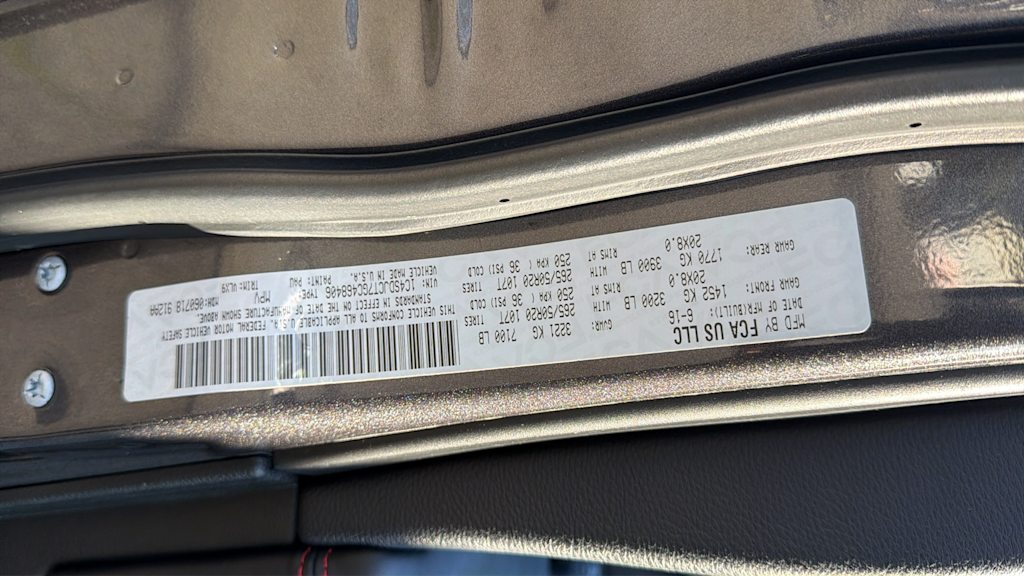 MFD BY FCA US LLC
DATE OF MFR/BUILT: 6-16 GVWR: 3221 KG 7100 LB
GAWR FRONT: 1452 KG 3200 LB WITH 265/50R20 107T TIRES
20X8.0 RIMS AT 250 KPA ( 36 PSI) COLD
GAWR REAR: 1770 KG 3900 LB WITH 265/50R20 107T TIRES
20X8.0 RIMS AT 250 KPA ( 36 PSI) COLD
THIS VEHICLE CONFORMS TO ALL APPLICABLE U.S.A. FEDERAL MOTOR VEHICLE SAFETY
STANDARDS IN EFFECT ON THE DATE OF MANUFACTURE SHOWN ABOVE.
TYPE: MPV MDH:
VEHICLE MADE IN U.S.A. PAINT: PAU TRIM:VLX9